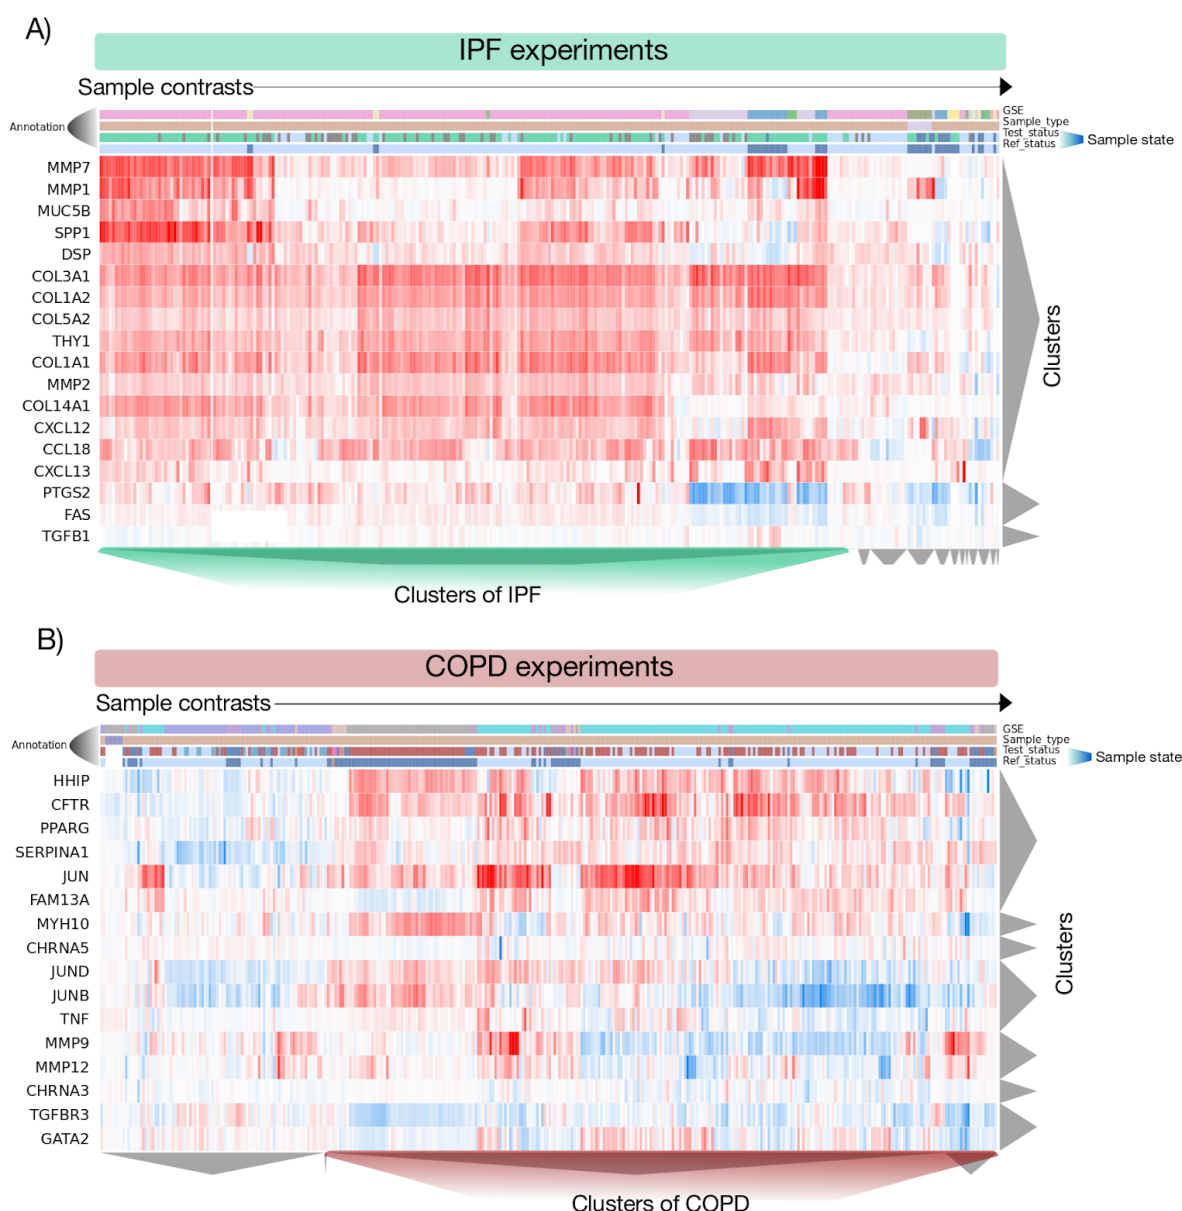 A)
IPF experiments
Sample contrasts
GSE
Annotation
Sample_type
Test_status
Ref_status
Sample state
MMP7
MMP1
MUC5B
SPP1
DSP
COL3A1
COL1A2
COL5A2
THY1
COL1A1
MMP2
COL14A1
CXCL12
CCL18
CXCL13
PTGS2
FAS
TGFB1
Clusters
Clusters of IPF
B)
COPD experiments
Sample contrasts
GSE
Annotation
Sample_type
Test_status
Ref_status
Sample state
HHIP
CFTR
PPARG
SERPINA1
JUN
FAM13A
MYH10
CHRNA5
JUND
JUNB
TNF
MMP9
MMP12
CHRNA3
TGFBR3
GATA2
Clusters
Clusters of COPD